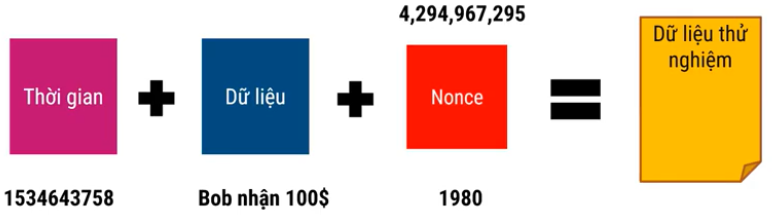 4,294,967,295
Thời gian
Dữ liệu
Nonce
Dữ liệu thử
nghiệm
1534643758
Bob nhận 100$
1980